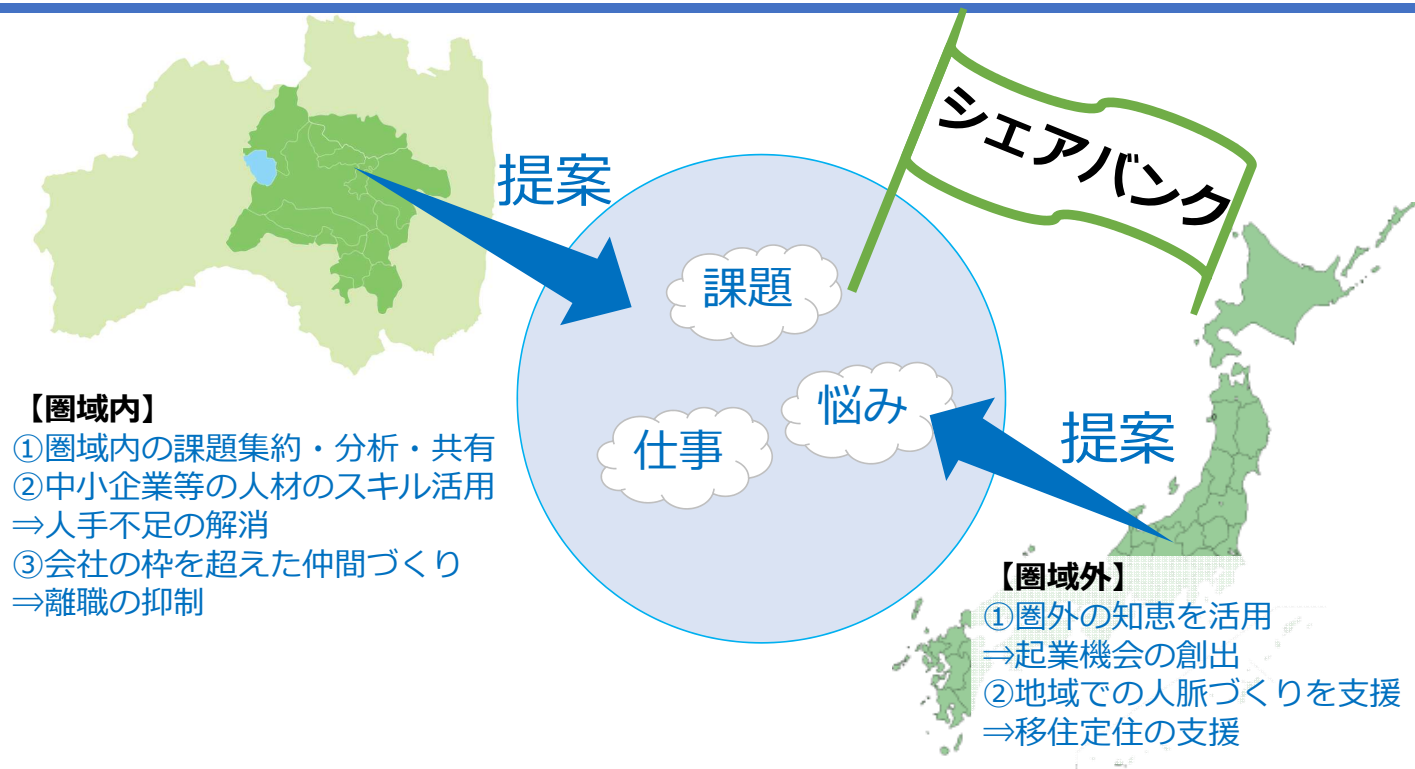 シェアバンク
提案
課題
悩み
仕事
提案
【圏域内】
①圏域内の課題集約・分析・共有
②中小企業等の人材のスキル活用
⇒人手不足の解消
③会社の枠を超えた仲間づくり
⇒離職の抑制
【圏域外】
①圏外の知恵を活用
⇒起業機会の創出
②地域での人脈づくりを支援
⇒移住定住の支援